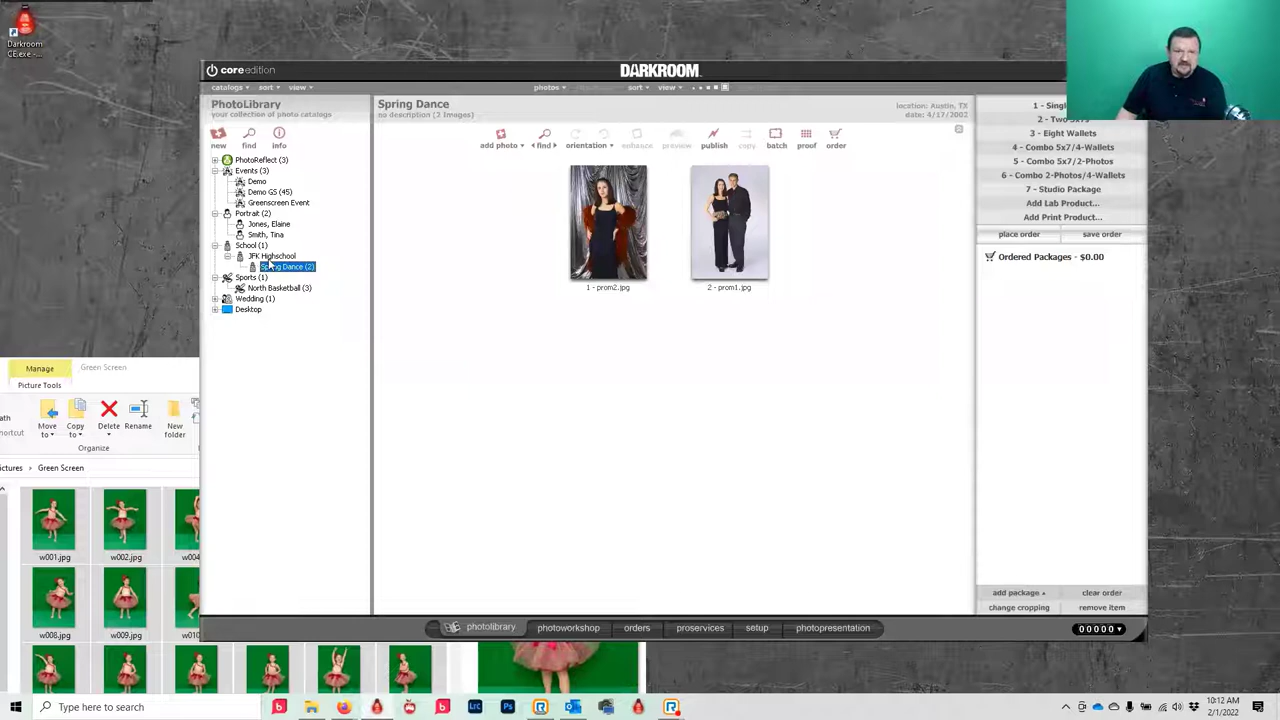 Darkroom
CE.exe -...
coreedition
DARKROOM
catalogs
sort
view
photos
sort
view
PhotoLibrary
your collection of photo catalogs
new
find
info
PhotoReflect (3)
Events (3)
Demo
Demo GS (45)
Greenscreen Event
Portrait (2)
Jones, Elaine
Smith, Tina
School (1)
JFK Highschool
Spring Dance (2)
Sports (1)
North Basketball (3)
Wedding (1)
Desktop
Spring Dance
no description (2 Images)
location: Austin, TX
date: 4/17/2002
add photo
find
orientation
enhance
preview
publish
copy
batch
proof
order
1 - prom2.jpg
2 - prom1.jpg
3 - Eight Wallets
4 - Combo 5x7/4-Wallets
5 - Combo 5x7/2-Photos
6 - Combo 2-Photos/4-Wallets
7 - Studio Package
Add Lab Product...
Add Print Product...
place order
save order
Ordered Packages - $0.00
add package
clear order
change cropping
remove item
photolibrary
photoworkshop
orders
proservices
setup
photopresentation
00000
Manage
Green Screen
Picture Tools
Move
to
Copy
to
Delete
Rename
New
folder
Organize
Green Screen
w001.jpg
w002.jpg
w008.jpg
w009.jpg
Type here to search
10:12 AM
2/1/2022